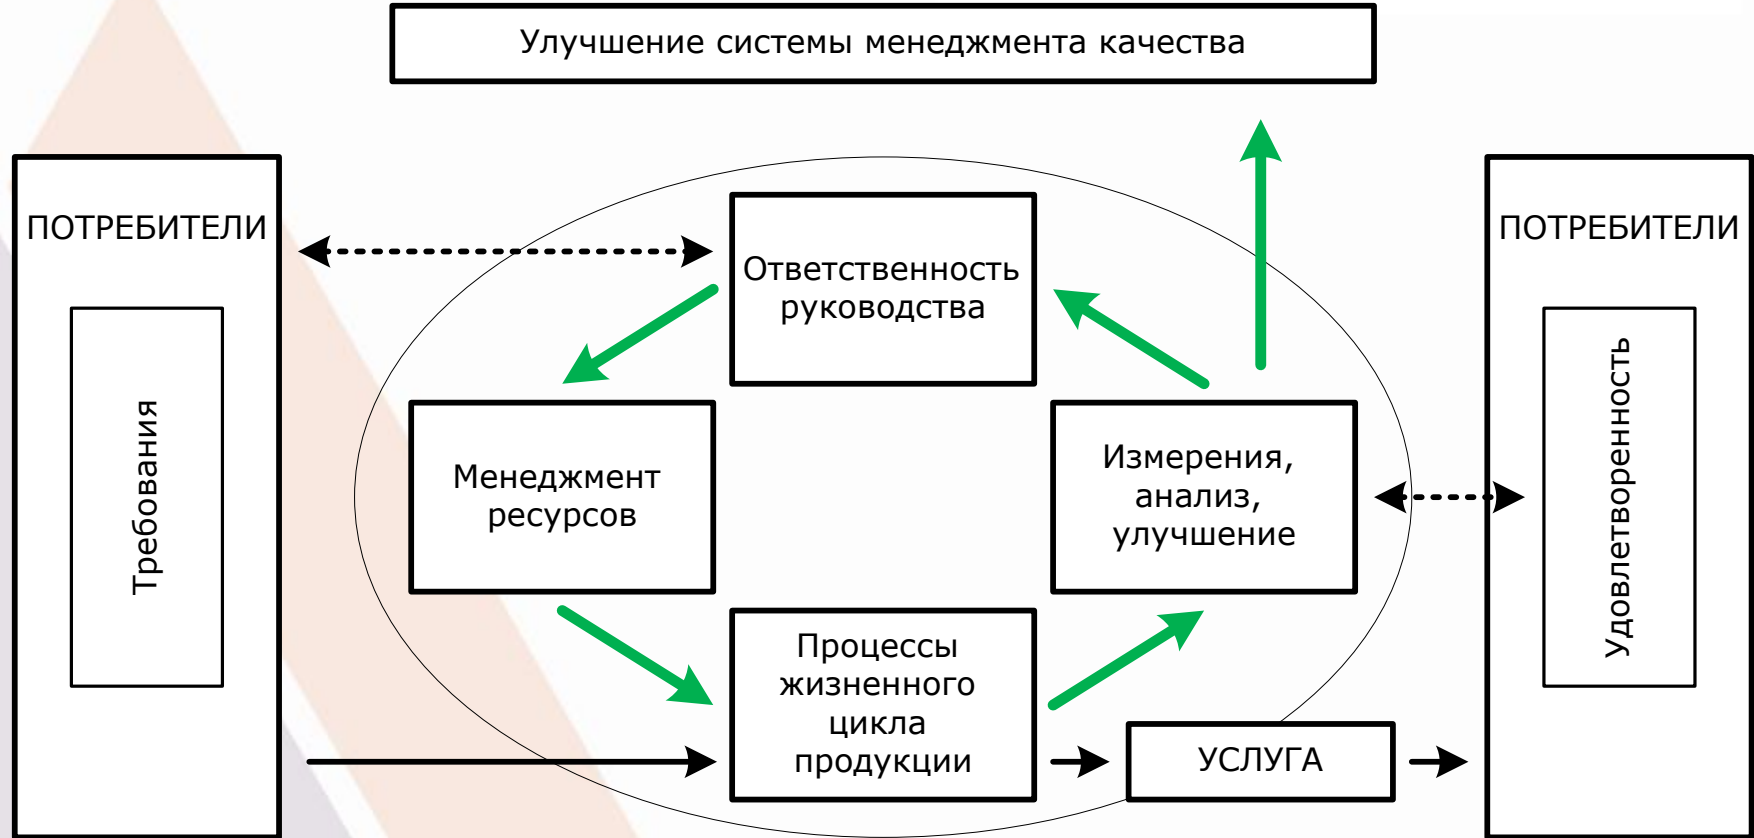 Улучшение системы менеджмента качества
ПОТРЕБИТЕЛИ
Требования
Ответственность
руководства
Менеджмент
ресурсов
Измерения,
анализ,
улучшение
Процессы
жизненного
цикла
продукции
УСЛУГА
ПОТРЕБИТЕЛИ
Удовлетворенность